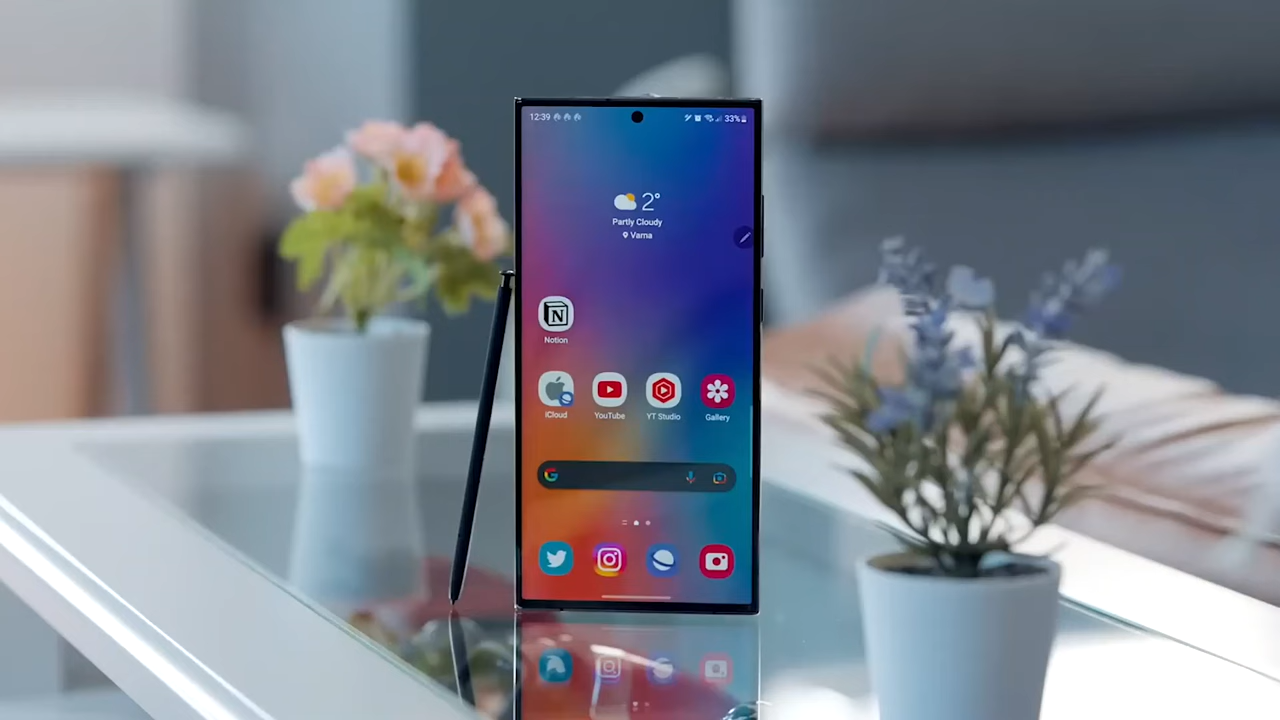 12:39
33%
2°
Partly Cloudy
Varna
N
Notion
iCloud
YouTube
YT Studio
Gallery
G